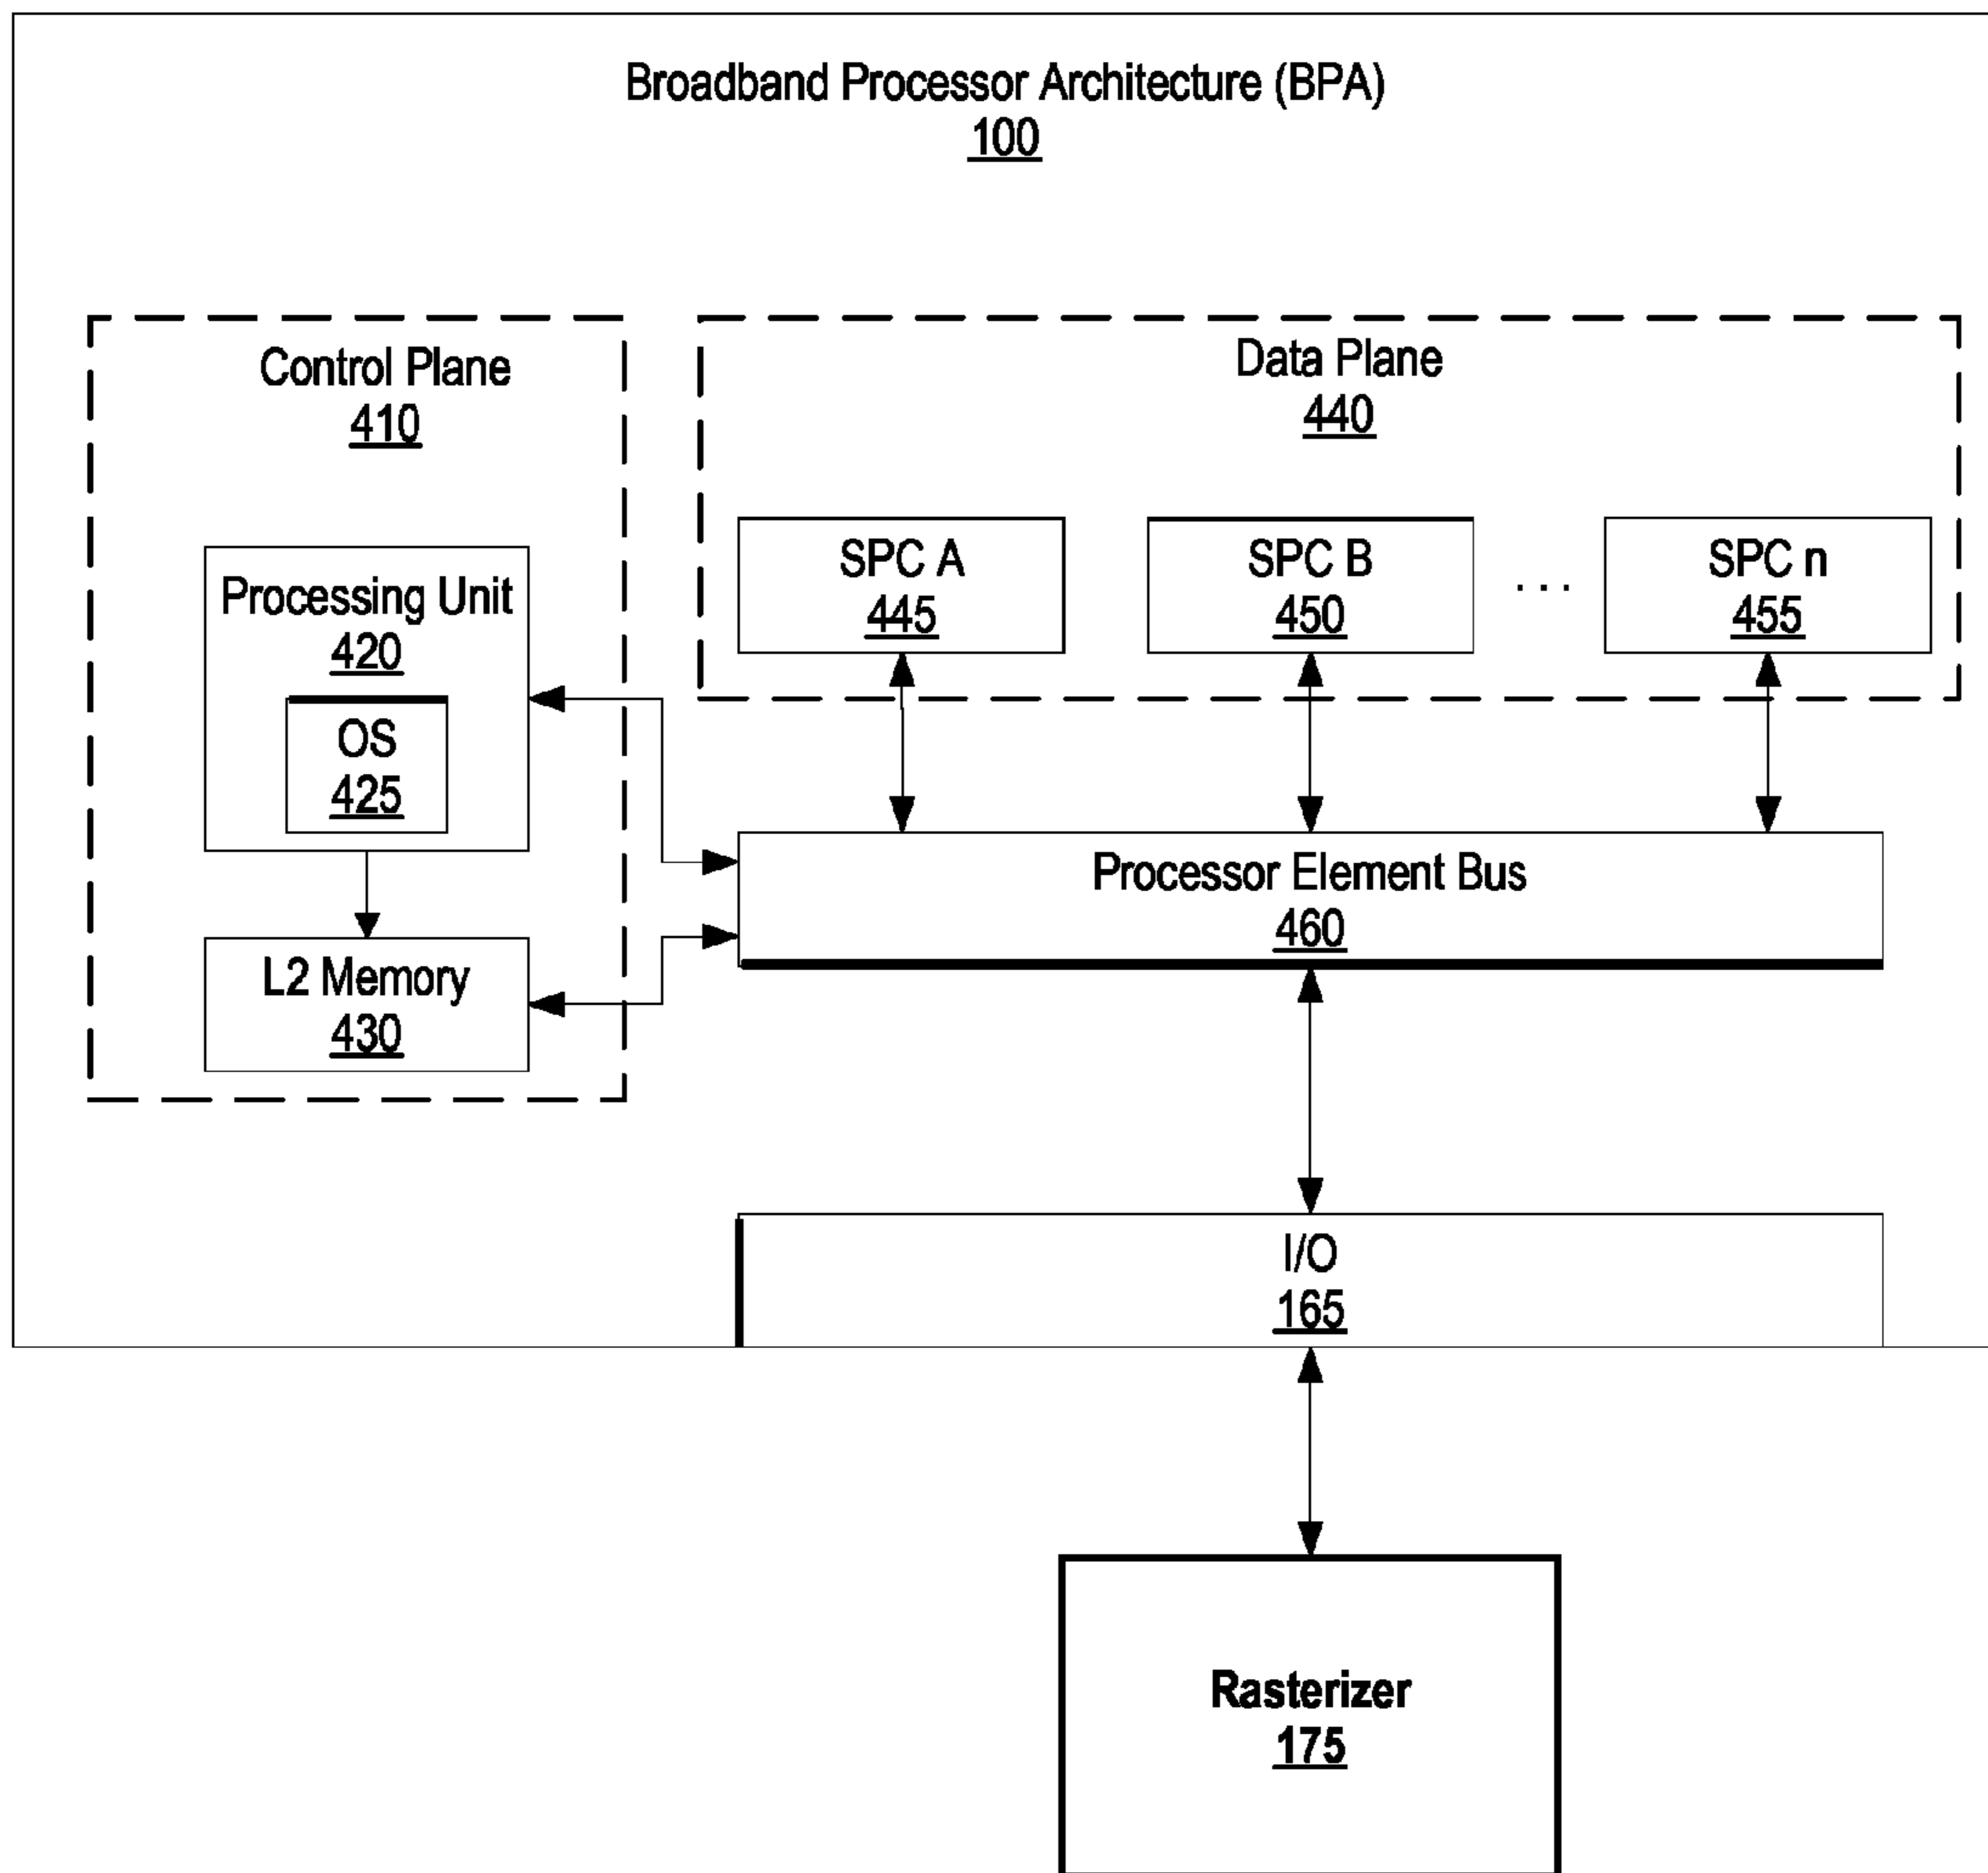 Broadband Processor Architecture (BPA)
100
Control Plane
410
Data Plane
440
Processing Unit
420
OS
425
L2 Memory
430
SPC A
445
SPC B
450
. . .
SPC n
455
Processor Element Bus
460
I/O
165
Rasterizer
175